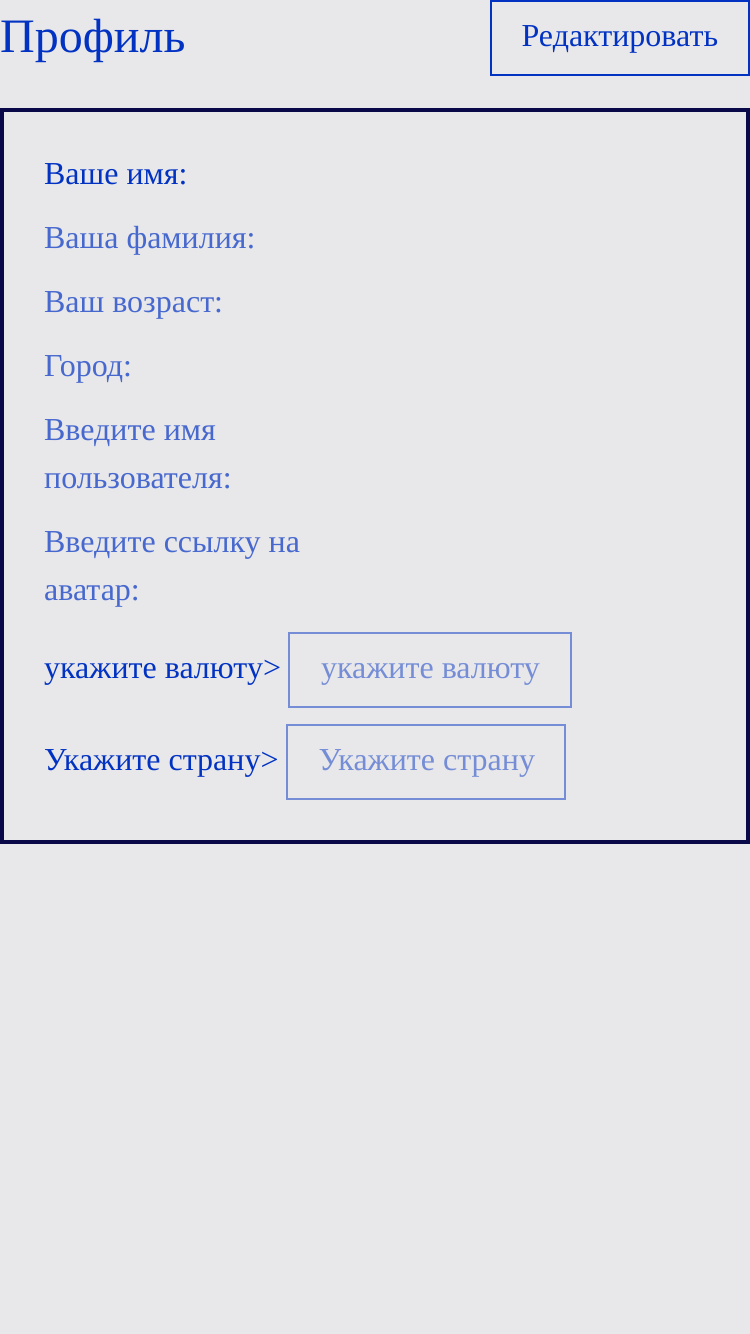 Профиль
Редактировать
Ваше имя:
Ваша фамилия:
Ваш возраст:
Город:
Введите имя
пользователя:
Введите ссылку на
аватар:
укажите валюту> укажите валюту
Укажите страну> Укажите страну